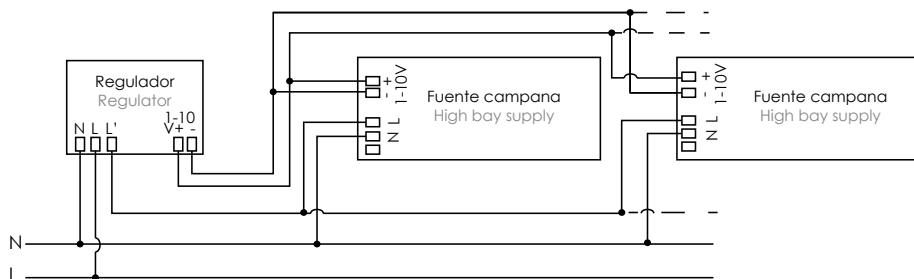 Regulador
Regulator
N L L' 1-10
V+ -
+
-
1-10V
L
N
Fuente campana
High bay supply
+
-
1-10V
L
N
Fuente campana
High bay supply
N
L